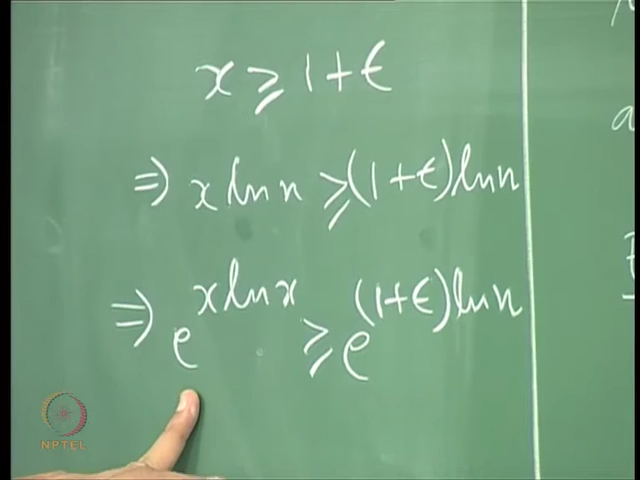 x ≥ 1 + ϵ
⇒ x ln n ≥ (1 + ϵ) ln n
⇒ e^{x ln x} ≥ e^{(1 + ϵ) ln n}
NPTEL